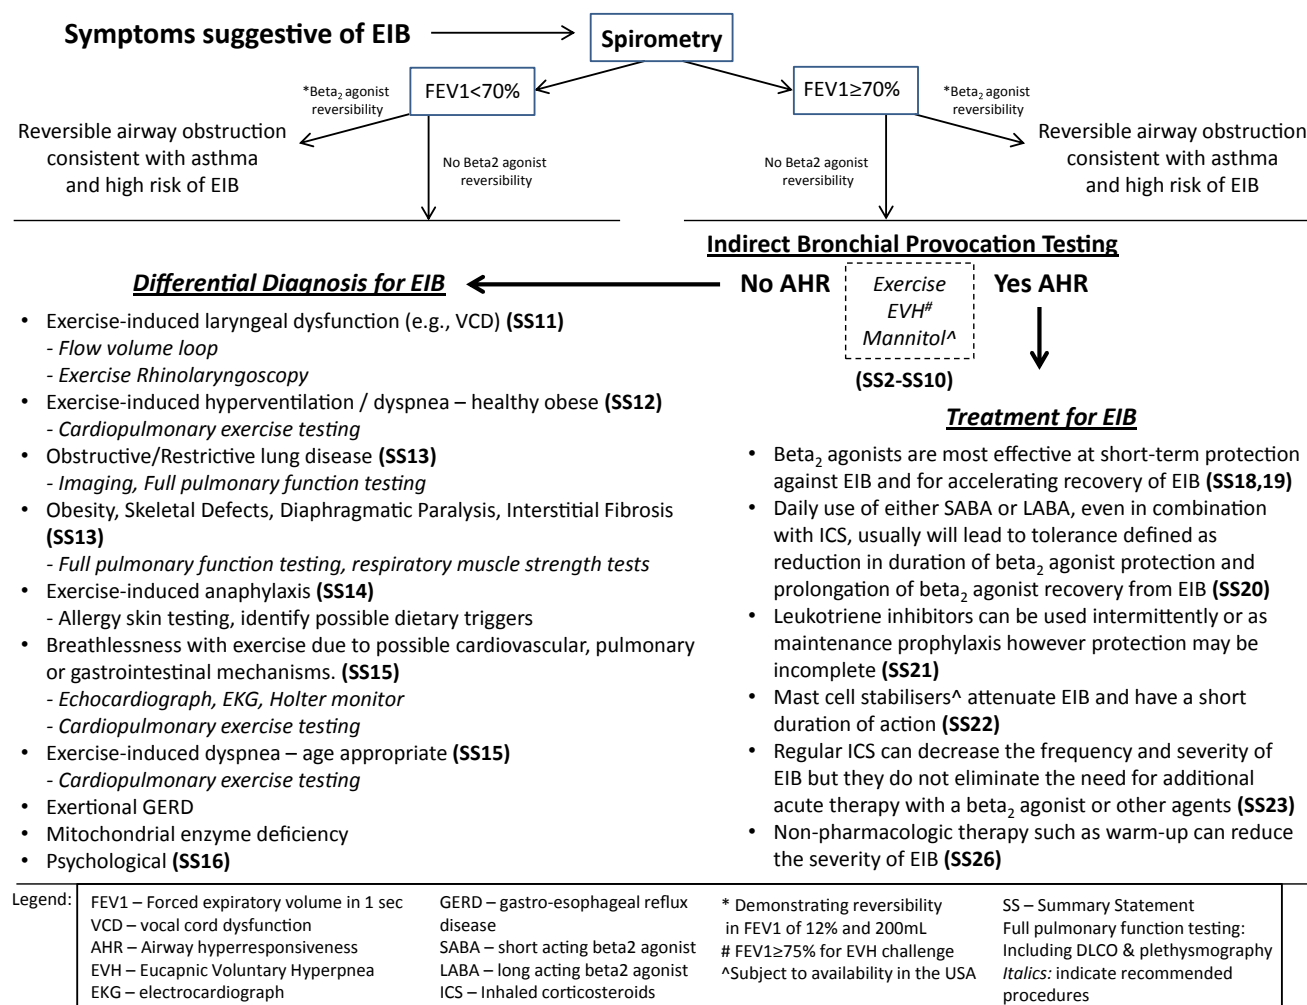 Symptoms suggestive of EIB
Spirometry
FEV1<70%
FEV1≥70%
*Beta₂ agonist
reversibility
*Beta₂ agonist
reversibility
Reversible airway obstruction
consistent with asthma
and high risk of EIB
No Beta2 agonist
reversibility
No Beta2 agonist
reversibility
Reversible airway obstruction
consistent with asthma
and high risk of EIB
Indirect Bronchial Provocation Testing
No AHR
Exercise
EVH#
Mannitol^
Yes AHR
(SS2-SS10)
Differential Diagnosis for EIB
• Exercise-induced laryngeal dysfunction (e.g., VCD) (SS11)
- Flow volume loop
- Exercise Rhinolaryngoscopy
• Exercise-induced hyperventilation / dyspnea – healthy obese (SS12)
- Cardiopulmonary exercise testing
• Obstructive/Restrictive lung disease (SS13)
- Imaging, Full pulmonary function testing
• Obesity, Skeletal Defects, Diaphragmatic Paralysis, Interstitial Fibrosis
(SS13)
- Full pulmonary function testing, respiratory muscle strength tests
• Exercise-induced anaphylaxis (SS14)
- Allergy skin testing, identify possible dietary triggers
• Breathlessness with exercise due to possible cardiovascular, pulmonary
or gastrointestinal mechanisms. (SS15)
- Echocardiograph, EKG, Holter monitor
- Cardiopulmonary exercise testing
• Exercise-induced dyspnea – age appropriate (SS15)
- Cardiopulmonary exercise testing
• Exertional GERD
• Mitochondrial enzyme deficiency
• Psychological (SS16)
Treatment for EIB
• Beta₂ agonists are most effective at short-term protection
against EIB and for accelerating recovery of EIB (SS18,19)
• Daily use of either SABA or LABA, even in combination
with ICS, usually will lead to tolerance defined as
reduction in duration of beta₂ agonist protection and
prolongation of beta₂ agonist recovery from EIB (SS20)
• Leukotriene inhibitors can be used intermittently or as
maintenance prophylaxis however protection may be
incomplete (SS21)
• Mast cell stabilisers^ attenuate EIB and have a short
duration of action (SS22)
• Regular ICS can decrease the frequency and severity of
EIB but they do not eliminate the need for additional
acute therapy with a beta₂ agonist or other agents (SS23)
• Non-pharmacologic therapy such as warm-up can reduce
the severity of EIB (SS26)
Legend:
FEV1 – Forced expiratory volume in 1 sec
VCD – vocal cord dysfunction
AHR – Airway hyperresponsiveness
EVH – Eucapnic Voluntary Hyperpnea
EKG – electrocardiograph
GERD – gastro-esophageal reflux
disease
SABA – short acting beta2 agonist
LABA – long acting beta2 agonist
ICS – Inhaled corticosteroids
* Demonstrating reversibility
in FEV1 of 12% and 200mL
# FEV1≥75% for EVH challenge
^Subject to availability in the USA
SS – Summary Statement
Full pulmonary function testing:
Including DLCO & plethysmography
Italics: indicate recommended
procedures